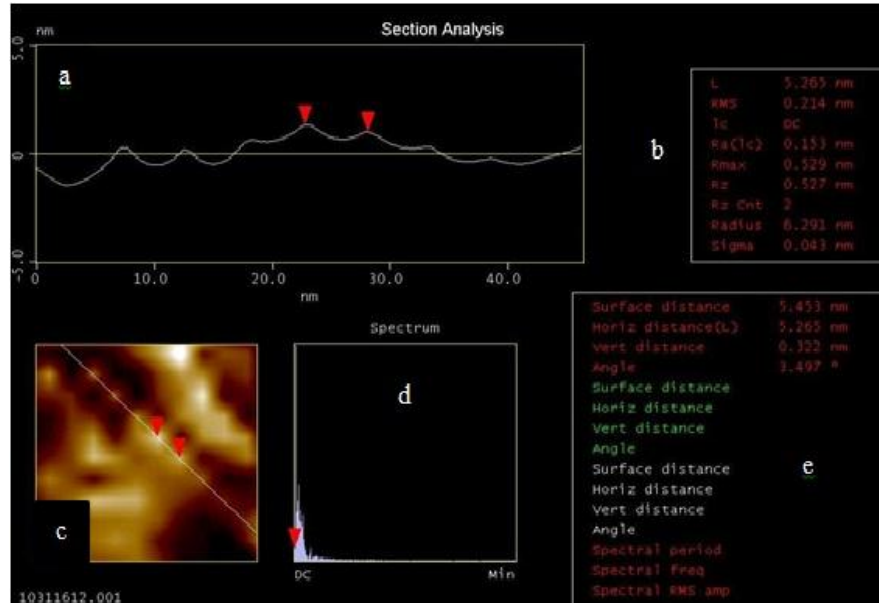 Section Analysis
nm
5.0
0
-5.0
a
0 10.0 20.0 30.0 40.0
nm
b
L 5.265 nm
RMS 0.214 nm
lc DC
Ra(lc) 0.153 nm
Rmax 0.529 nm
Rz 0.527 nm
Rz Cnt 2
Radius 6.291 nm
Sigma 0.043 nm
c
Spectrum
d
DC Min
Surface distance 5.453 nm
Horiz distance(L) 5.265 nm
Vert distance 0.322 nm
Angle 3.497 °
Surface distance
Horiz distance
Vert distance
Angle
Surface distance
Horiz distance
Vert distance
Angle
Spectral period
Spectral freq
Spectral RMS amp
e
10311612.001